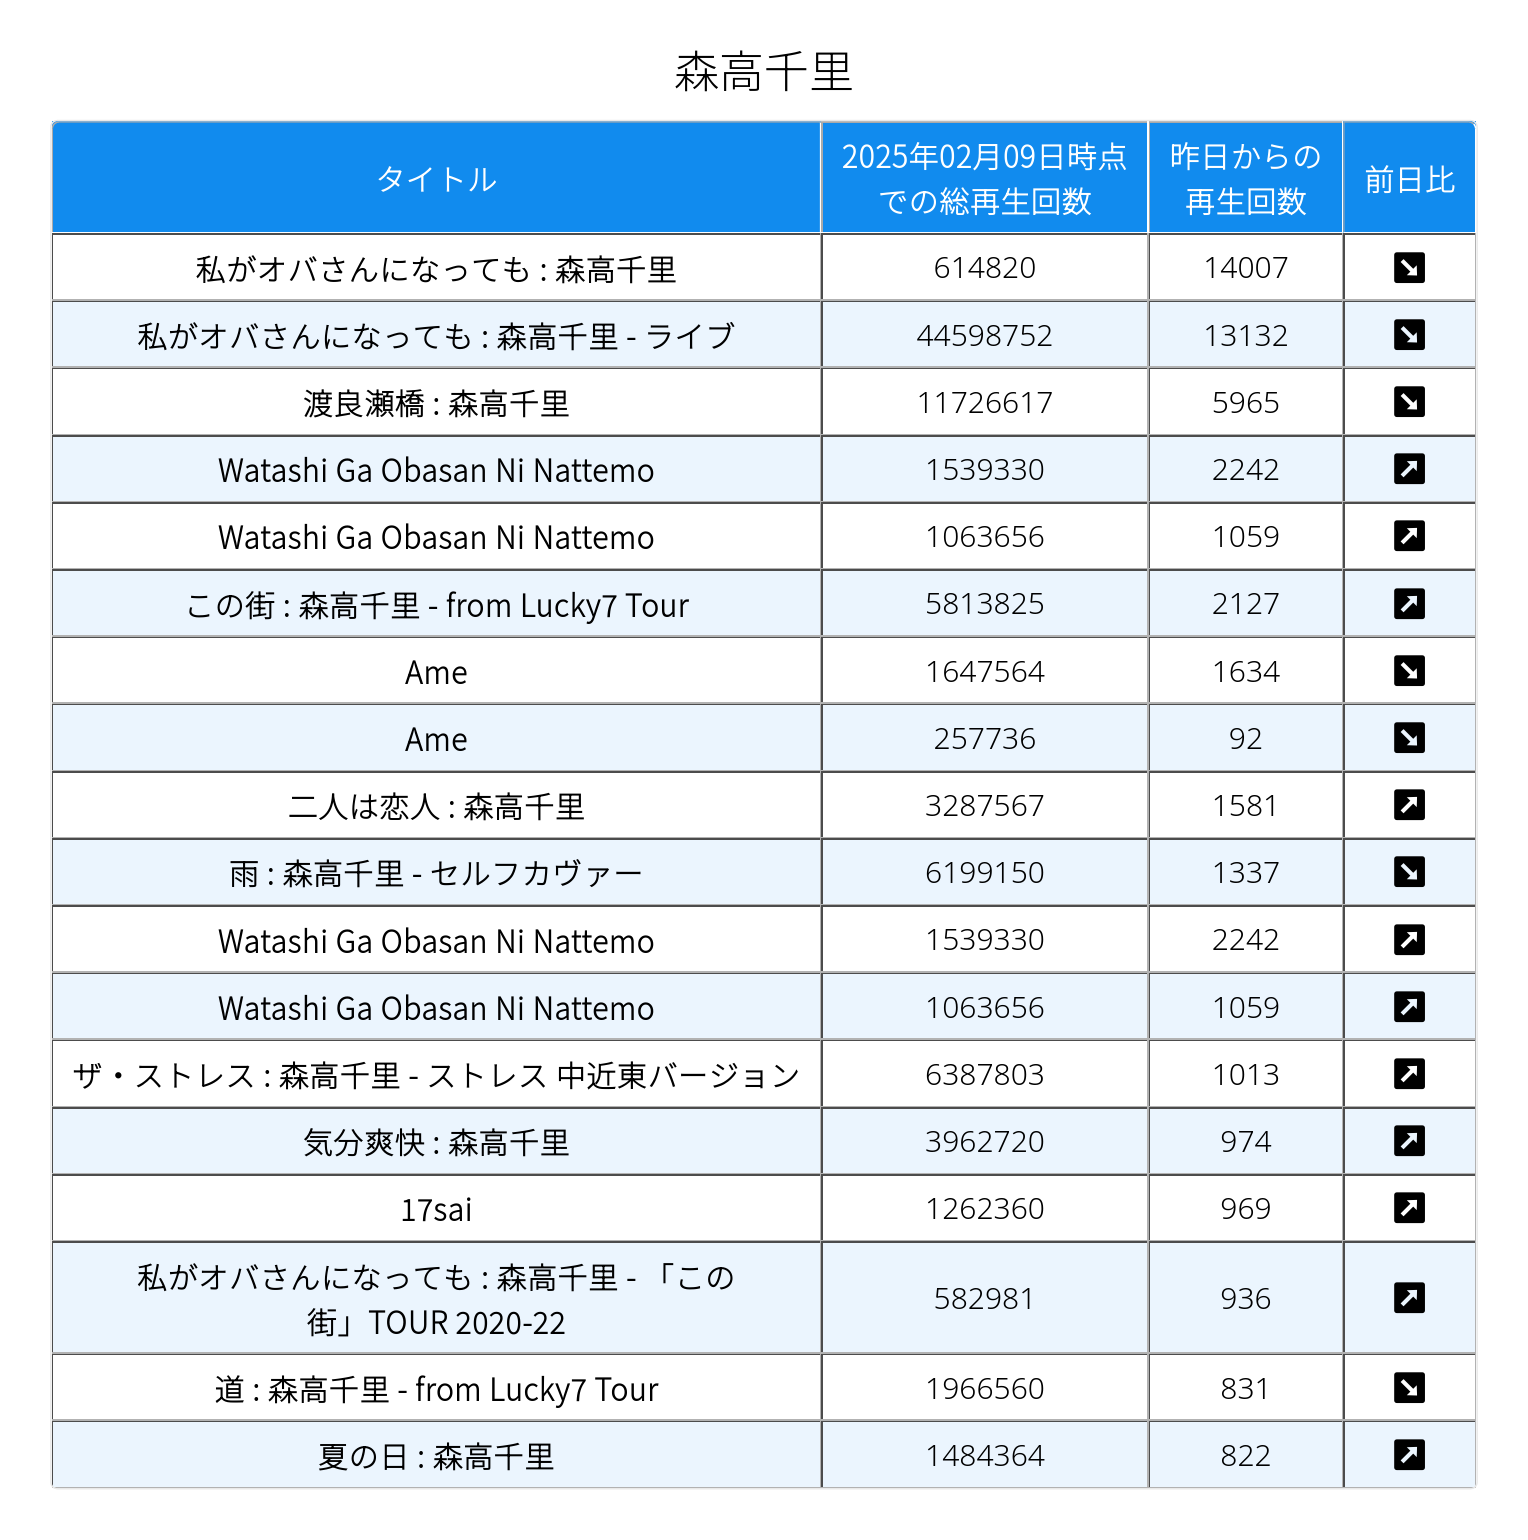 森高千里
タイトル 2025年02月09日時点での総再生回数 昨日からの再生回数 前日比
私がオバさんになっても : 森高千里 614820 14007 ↘
私がオバさんになっても : 森高千里 - ライブ 44598752 13132 ↘
渡良瀬橋 : 森高千里 11726617 5965 ↘
Watashi Ga Obasan Ni Nattemo 1539330 2242 ↗
Watashi Ga Obasan Ni Nattemo 1063656 1059 ↗
この街 : 森高千里 - from Lucky7 Tour 5813825 2127 ↗
Ame 1647564 1634 ↘
Ame 257736 92 ↘
二人は恋人 : 森高千里 3287567 1581 ↗
雨 : 森高千里 - セルフカヴァー 6199150 1337 ↘
Watashi Ga Obasan Ni Nattemo 1539330 2242 ↗
Watashi Ga Obasan Ni Nattemo 1063656 1059 ↗
ザ・ストレス : 森高千里 - ストレス 中近東バージョン 6387803 1013 ↗
気分爽快 : 森高千里 3962720 974 ↗
17sai 1262360 969 ↗
私がオバさんになっても : 森高千里 - 「この街」TOUR 2020-22 582981 936 ↗
道 : 森高千里 - from Lucky7 Tour 1966560 831 ↘
夏の日 : 森高千里 1484364 822 ↗